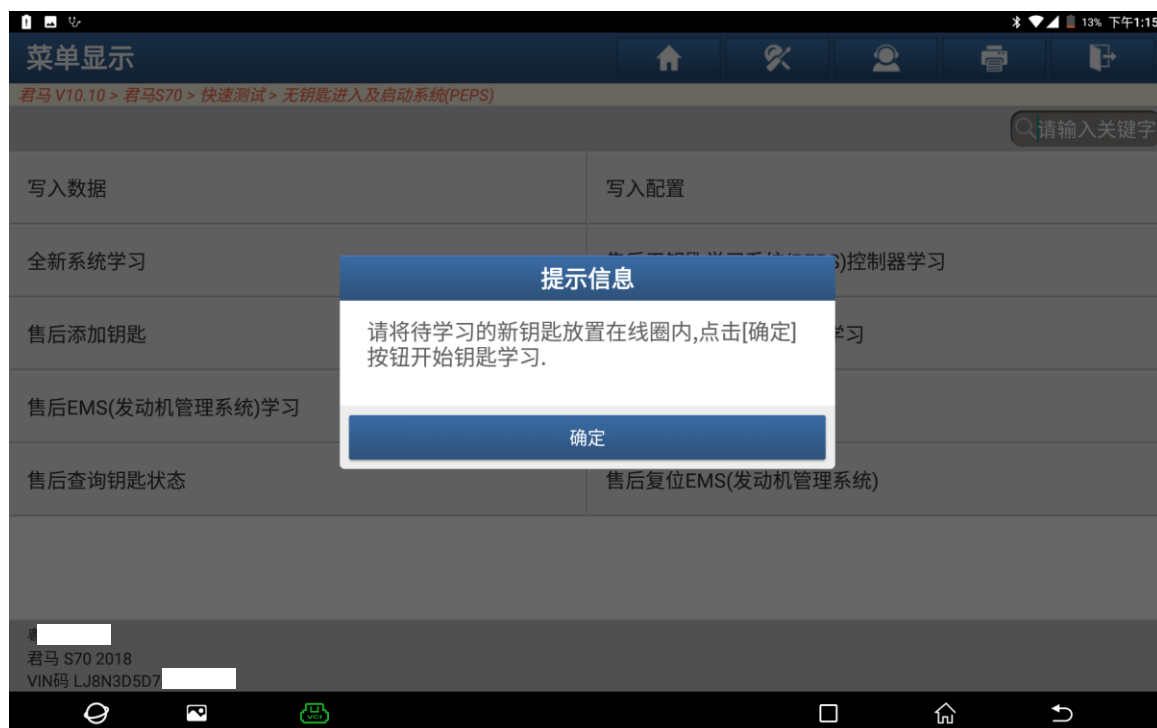 13% 下午1:15
菜单显示
君马 V10.10 > 君马S70 > 快速测试 > 无钥匙进入及启动系统(PEPS)
请输入关键字
写入数据
写入配置
全新系统学习
)控制器学习
提示信息
请将待学习的新钥匙放置在线圈内,点击[确定]
按钮开始钥匙学习.
确定
售后添加钥匙
学习
售后EMS(发动机管理系统)学习
售后查询钥匙状态
售后复位EMS(发动机管理系统)
君马 S70 2018
VIN码 LJ8N3D5D7
VCI